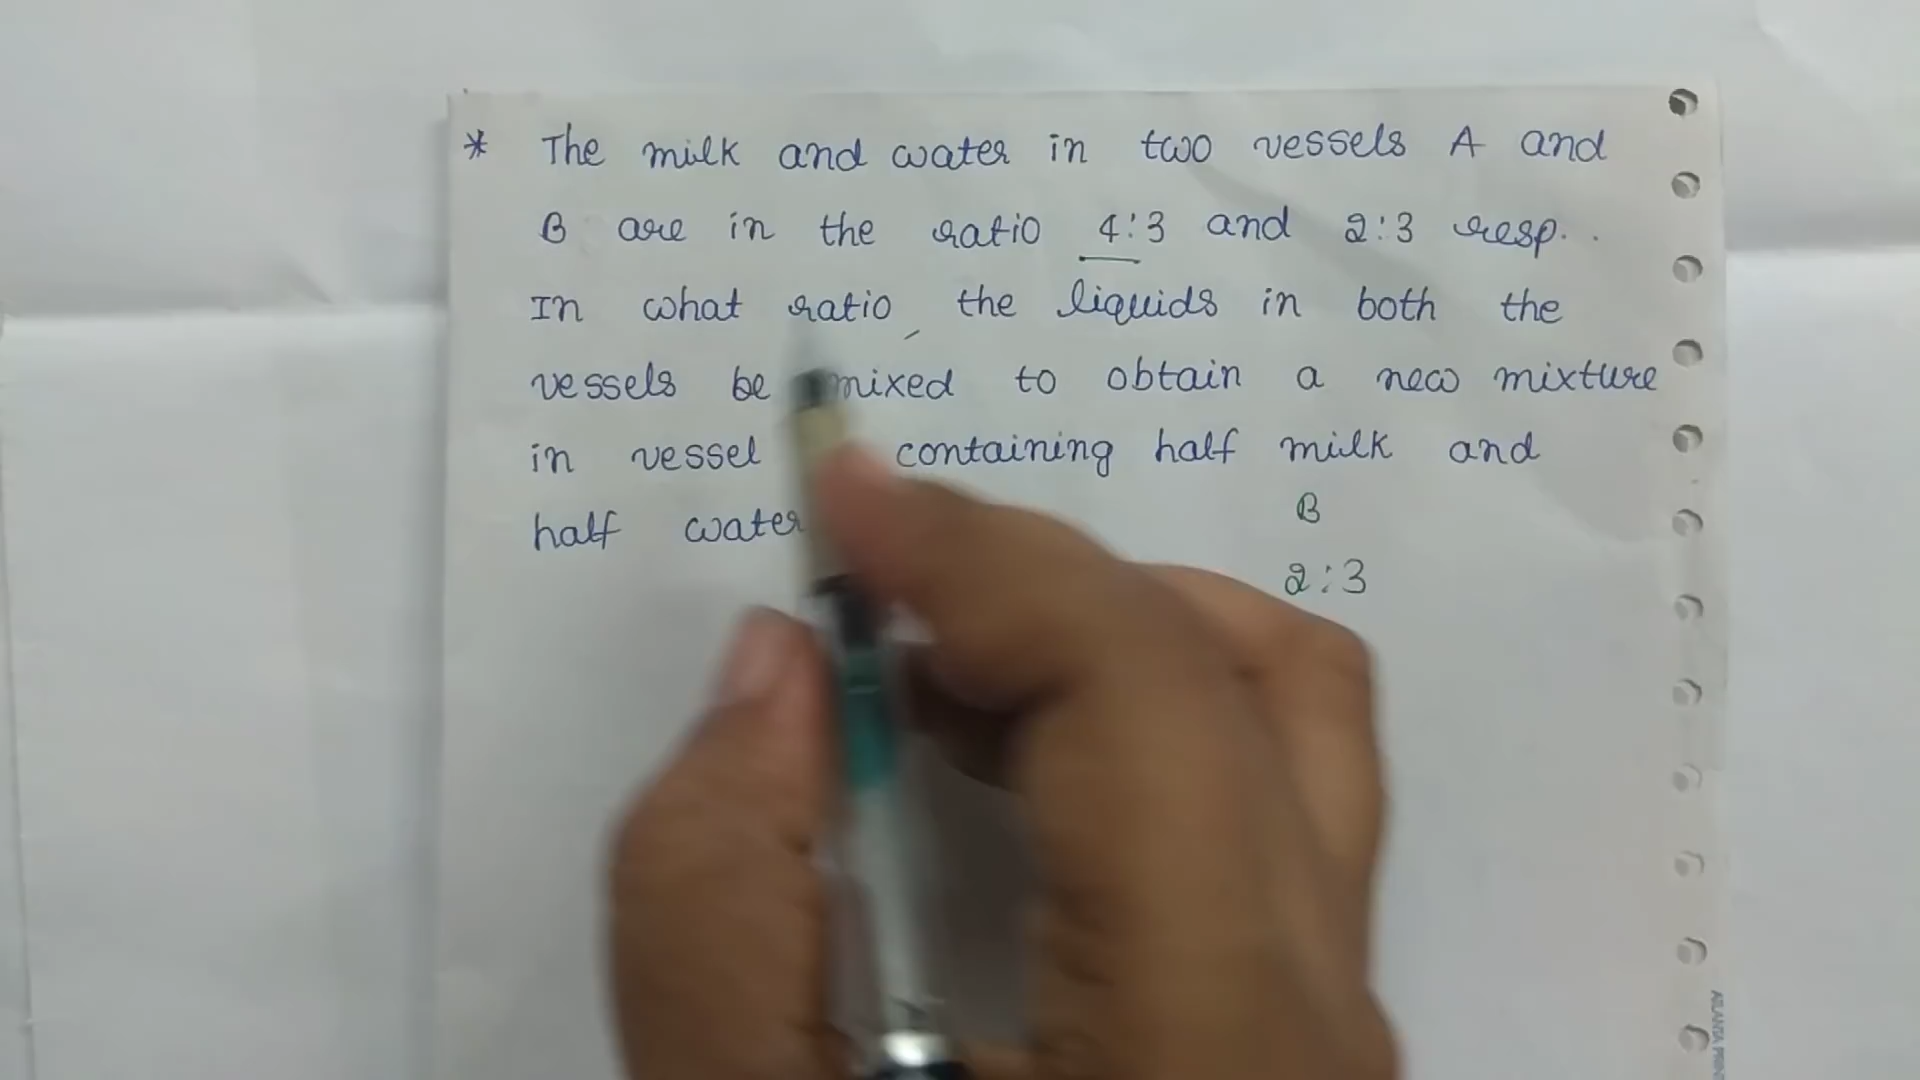 * The milk and water in two vessels A and
B are in the ratio 4:3 and 2:3 resp..
In what ratio, the liquids in both the
vessels be mixed to obtain a new mixture
in vessel containing half milk and
half water
B
2:3